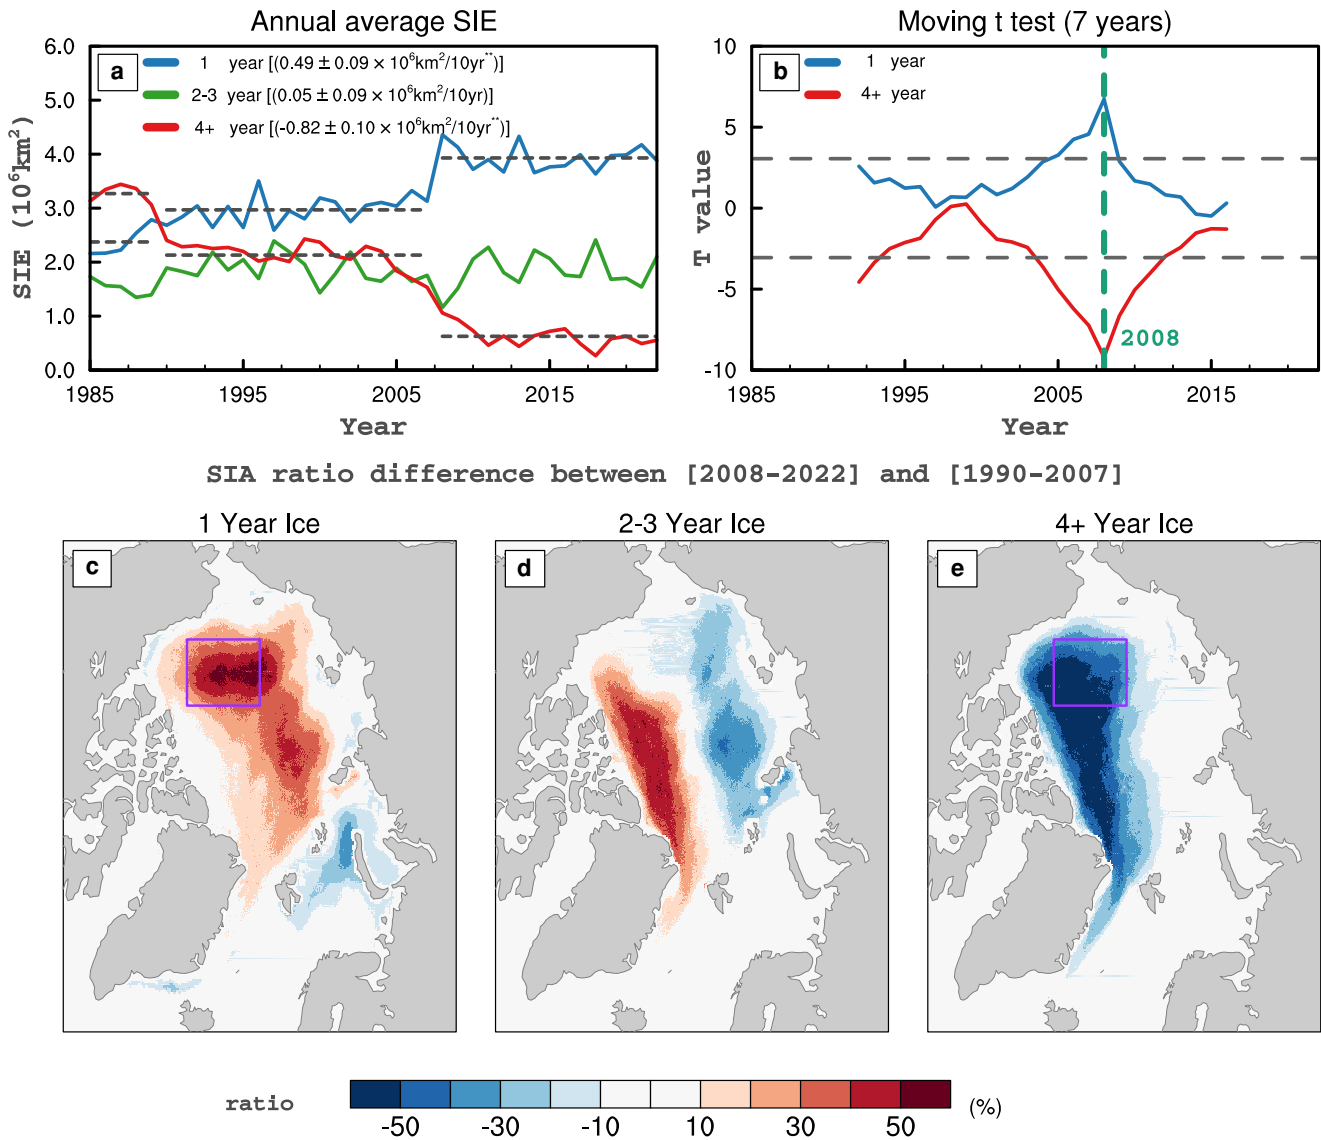 Annual average SIE
a
1 year [(0.49 ± 0.09 × 10⁶km²/10yr**)]
2-3 year [(0.05 ± 0.09 × 10⁶km²/10yr)]
4+ year [(-0.82 ± 0.10 × 10⁶km²/10yr**)]
SIE (10⁶km²)
6.0
5.0
4.0
3.0
2.0
1.0
0.0
1985 1995 2005 2015
Year
Moving t test (7 years)
b
1 year
4+ year
T value
10
5
0
-5
-10
2008
1985 1995 2005 2015
Year
SIA ratio difference between [2008-2022] and [1990-2007]
1 Year Ice
c
2-3 Year Ice
d
4+ Year Ice
e
ratio
-50 -30 -10 10 30 50
(%)